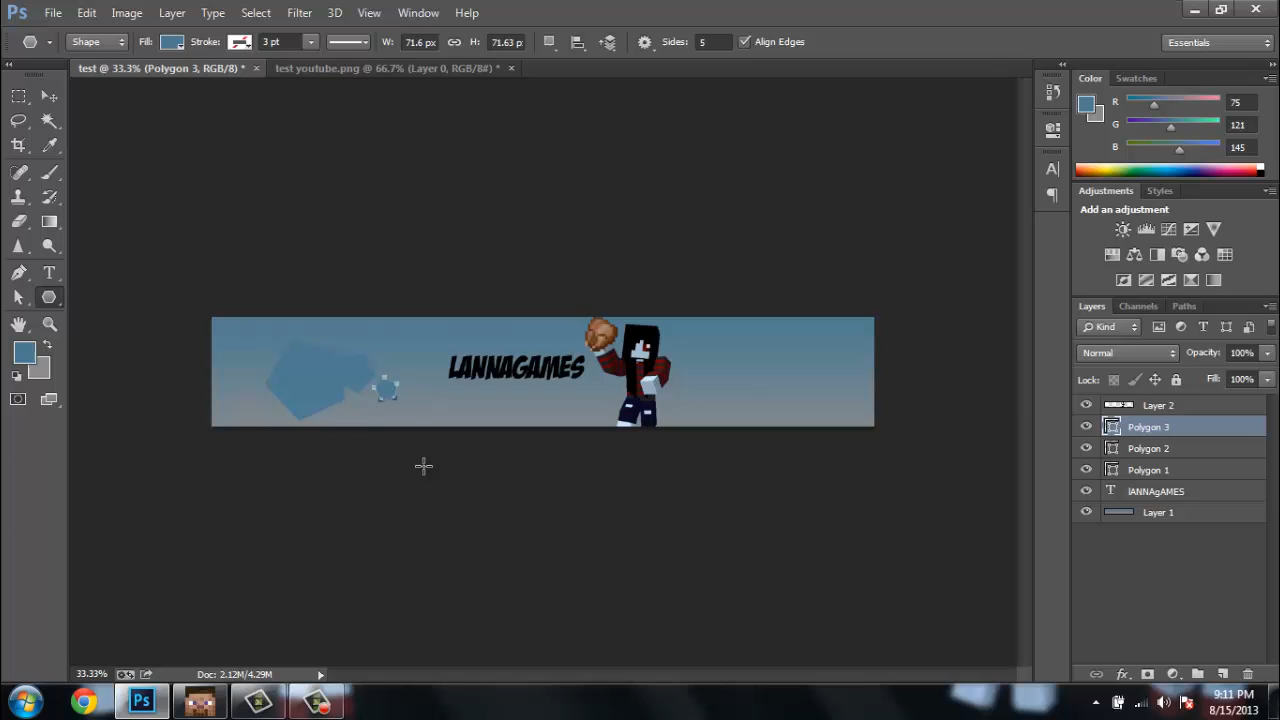 Ps File Edit Image Layer Type Select Filter 3D View Window Help
Shape Fill: Stroke: 3 pt W: 71.6 px H: 71.63 px Sides: 5 Align Edges Essentials
test @ 33.3% (Polygon 3, RGB/8) * × test youtube.png @ 66.7% (Layer 0, RGB/8#) * ×
Color Swatches
R 75
G 121
B 145
Adjustments Styles
Add an adjustment
Layers Channels Paths
Kind
Normal Opacity: 100%
Lock: Fill: 100%
Layer 2
Polygon 3
Polygon 2
Polygon 1
lANNAgAMES
Layer 1
LANNAGAMES
33.33% Doc: 2.12M/4.29M
Ps
9:11 PM
8/15/2013